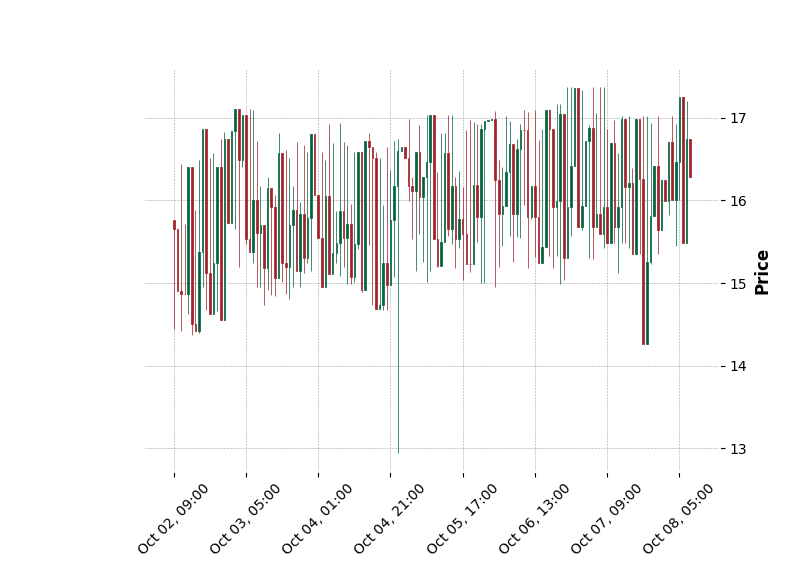 17
16
15
14
13
Price
Oct 02, 09:00
Oct 03, 05:00
Oct 04, 01:00
Oct 04, 21:00
Oct 05, 17:00
Oct 06, 13:00
Oct 07, 09:00
Oct 08, 05:00